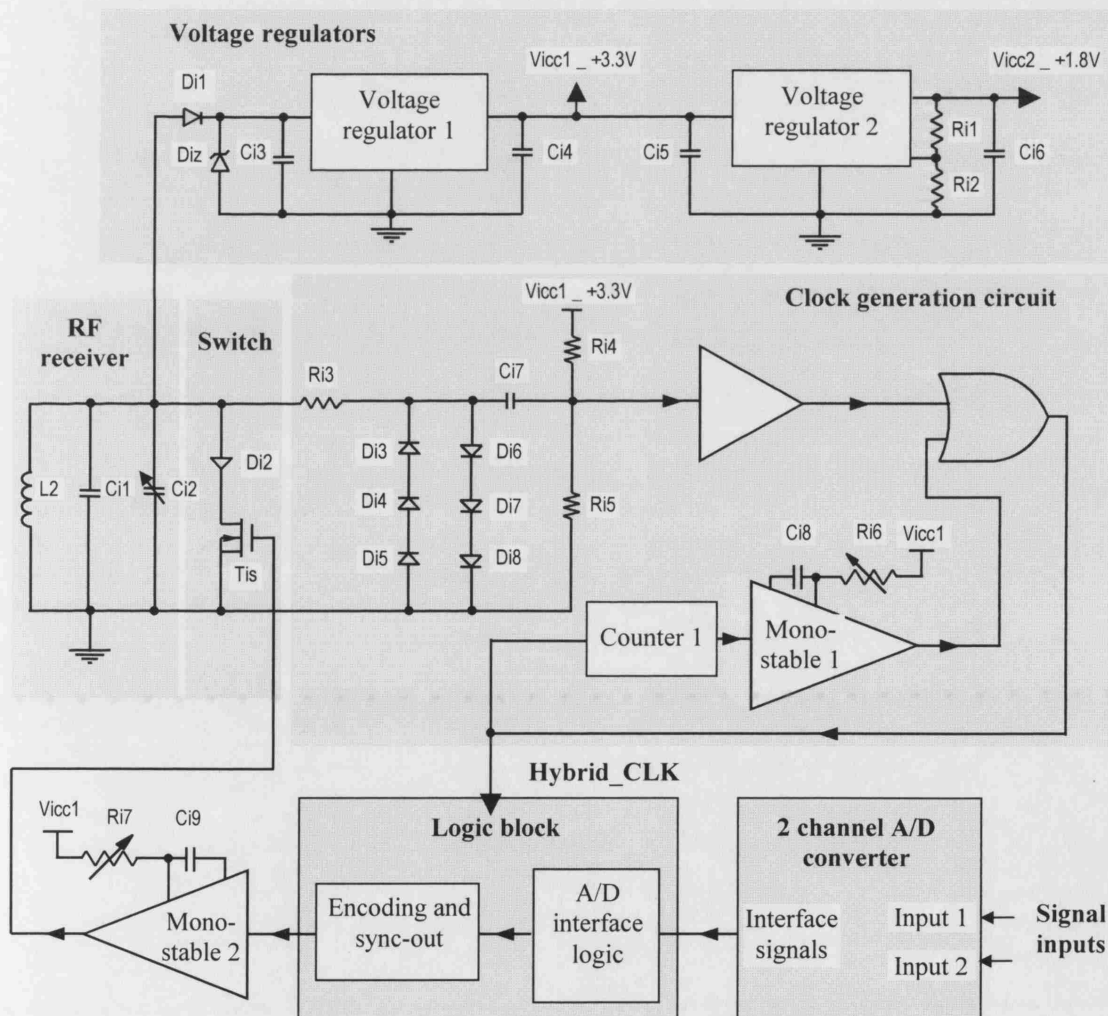 Voltage regulators
Vicc1 _ +3.3V
Vicc2 _ +1.8V
Di1
Voltage
regulator 1
Voltage
regulator 2
Diz
Ci3
Ci4
Ci5
Ri1
Ri2
Ci6
Vicc1 _ +3.3V
Clock generation circuit
RF
receiver
Switch
Ri3
Ci7
Ri4
L2
Ci1
Ci2
Di2
Tis
Di3
Di4
Di5
Di6
Di7
Di8
Ri5
Ci8
Ri6
Vicc1
Counter 1
Mono-
stable 1
Hybrid_CLK
Vicc1
Ri7
Ci9
Mono-
stable 2
Logic block
Encoding and
sync-out
A/D
interface
logic
2 channel A/D
converter
Interface
signals
Input 1
Input 2
Signal
inputs